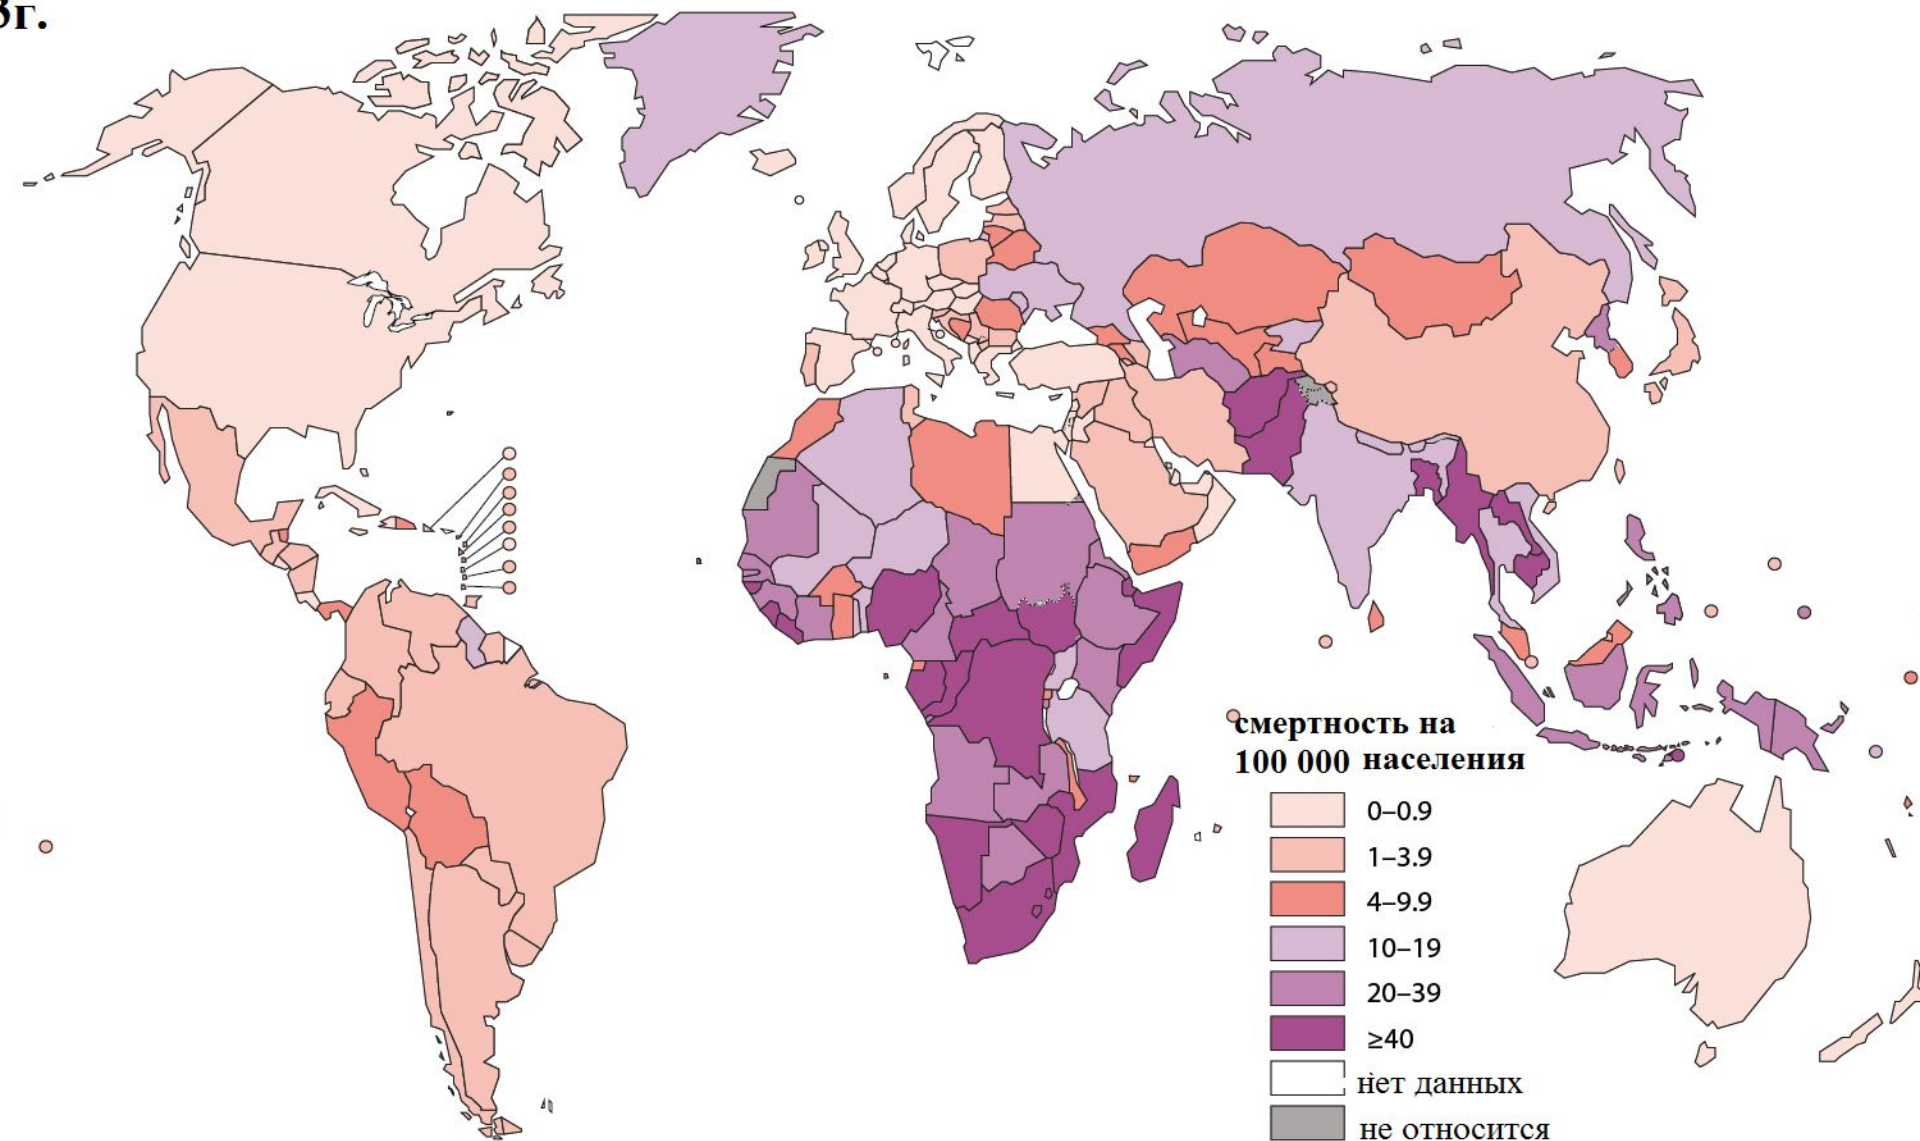 3г.
смертность на
100 000 населения
0–0.9
1–3.9
4–9.9
10–19
20–39
≥40
нет данных
не относится